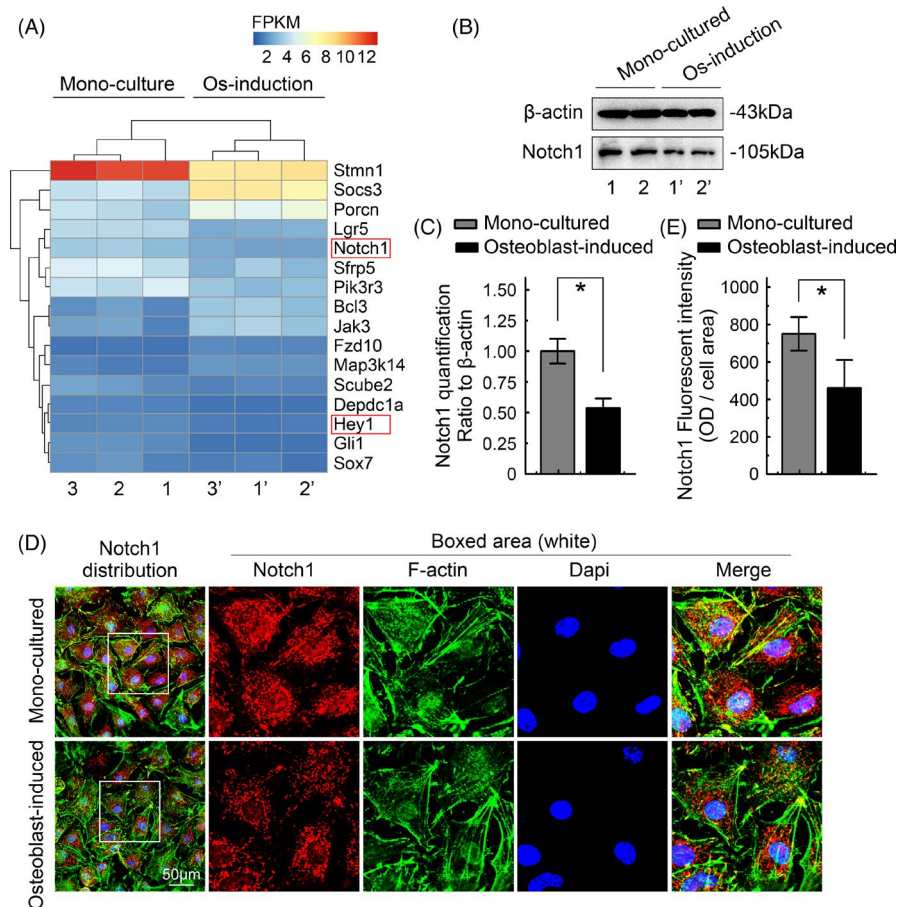 (A)
FPKM
2 4 6 8 10 12
Mono-culture Os-induction
Stmn1
Socs3
Porcn
Lgr5
Notch1
Sfrp5
Pik3r3
Bcl3
Jak3
Fzd10
Map3k14
Scube2
Depdc1a
Hey1
Gli1
Sox7
3 2 1 3' 1' 2'
(B)
Mono-cultured
Os-induction
β-actin -43kDa
Notch1 -105kDa
1 2 1' 2'
(C)
Mono-cultured
Osteoblast-induced
Notch1 quantification
Ratio to β-actin
1.50
1.25
1.00
0.75
0.50
0.25
0
*
(E)
Mono-cultured
Osteoblast-induced
Notch1 Fluorescent intensity
(OD / cell area)
1000
800
600
400
200
0
*
(D)
Notch1
distribution
Boxed area (white)
Notch1 F-actin Dapi Merge
Mono-cultured
Osteoblast-induced
50µm